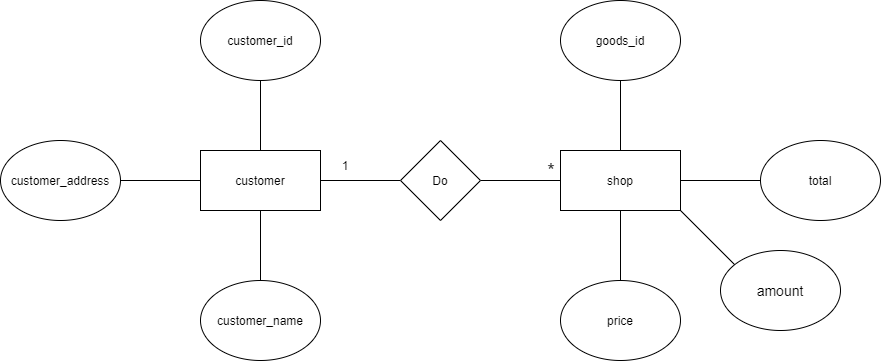 customer_id
goods_id
customer_address
customer
1
Do
*
shop
total
amount
customer_name
price